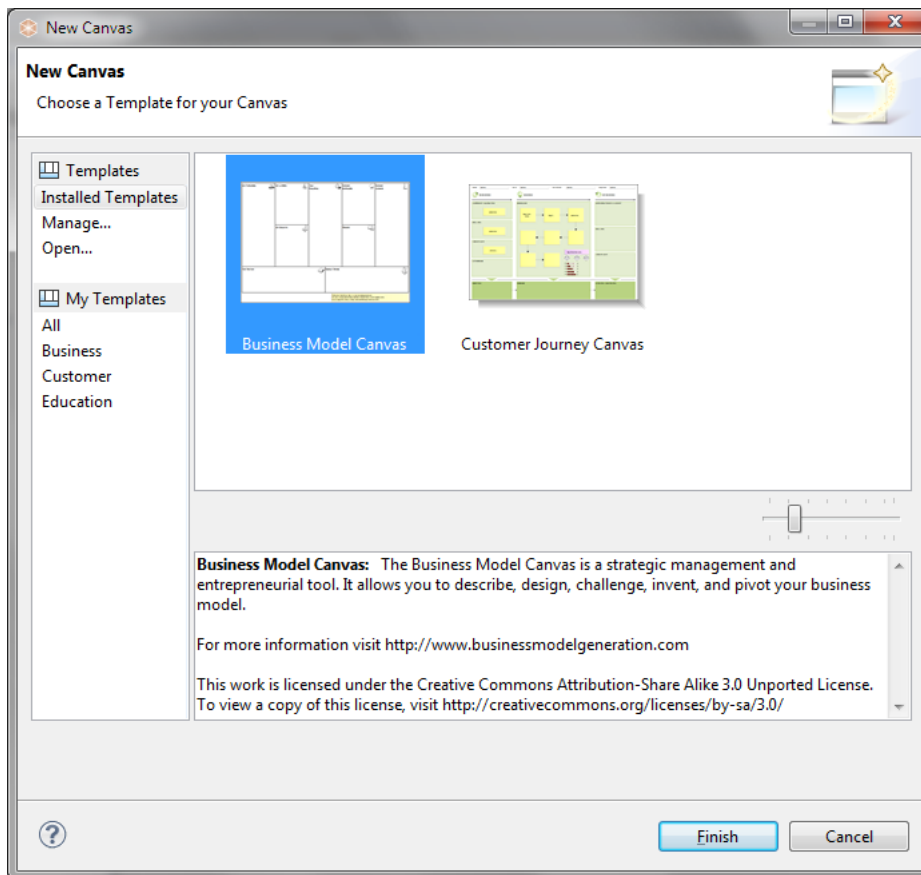 New Canvas
New Canvas
Choose a Template for your Canvas
Templates
Installed Templates
Manage...
Open...
My Templates
All
Business
Customer
Education
Business Model Canvas
Customer Journey Canvas
Business Model Canvas: The Business Model Canvas is a strategic management and
entrepreneurial tool. It allows you to describe, design, challenge, invent, and pivot your business
model.
For more information visit http://www.businessmodelgeneration.com
This work is licensed under the Creative Commons Attribution-Share Alike 3.0 Unported License.
To view a copy of this license, visit http://creativecommons.org/licenses/by-sa/3.0/
?
Finish
Cancel